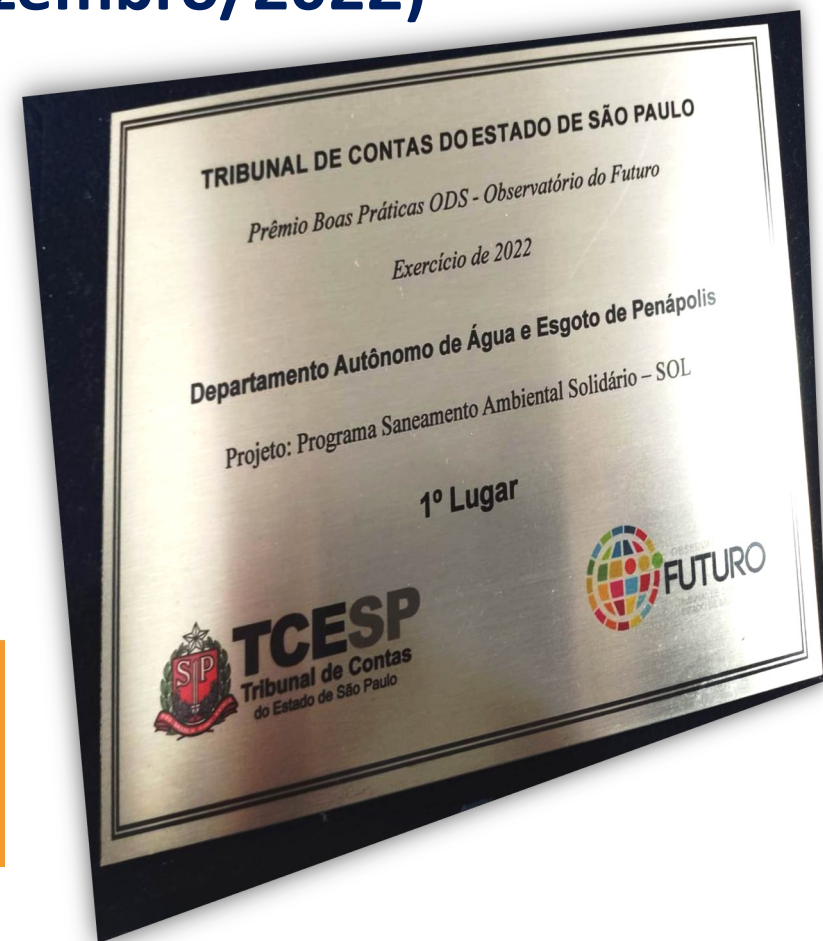 zembro/2022)
TRIBUNAL DE CONTAS DO ESTADO DE SÃO PAULO
Prêmio Boas Práticas ODS - Observatório do Futuro
Exercício de 2022
Departamento Autônomo de Água e Esgoto de Penápolis
Projeto: Programa Saneamento Ambiental Solidário – SOL
1º Lugar
FUTURO
SP
TCESP
Tribunal de Contas
do Estado de São Paulo